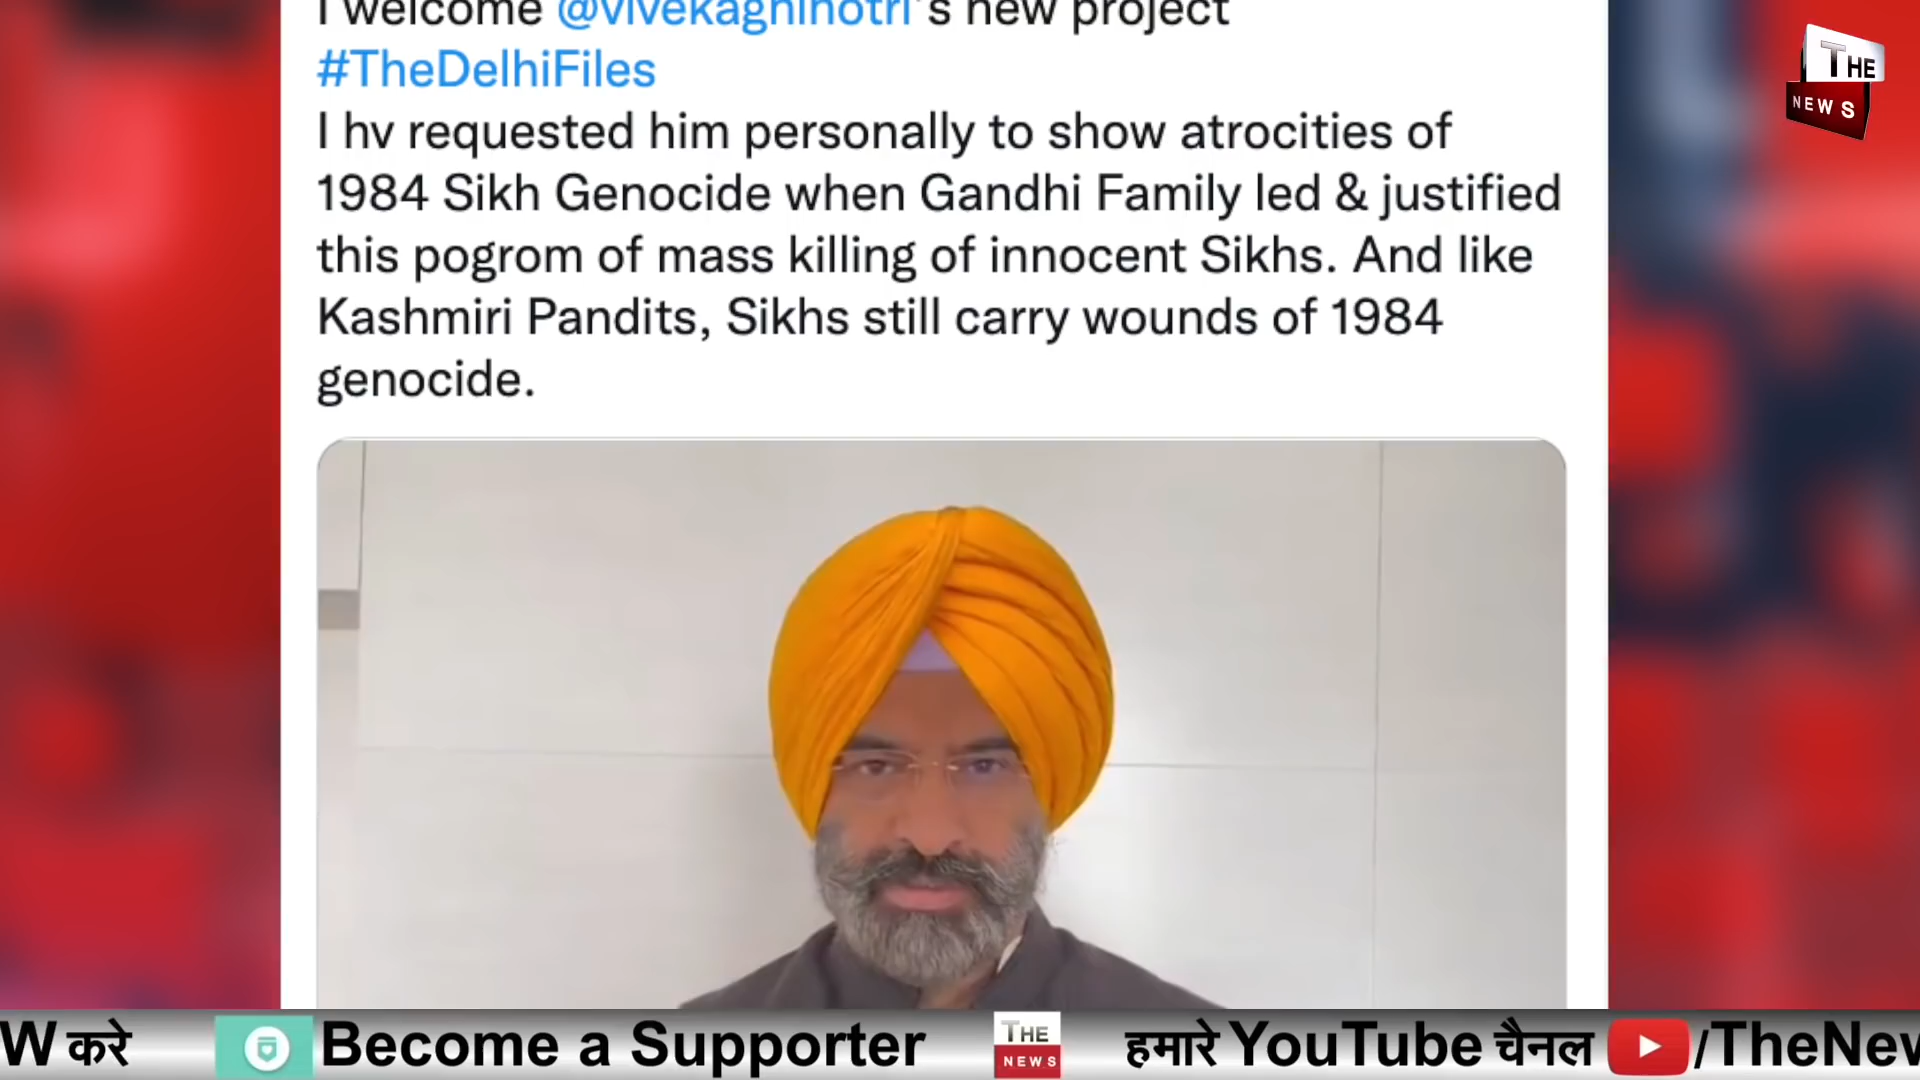 I welcome @vivekagnihotri's new project
#TheDelhiFiles
I hv requested him personally to show atrocities of
1984 Sikh Genocide when Gandhi Family led & justified
this pogrom of mass killing of innocent Sikhs. And like
Kashmiri Pandits, Sikhs still carry wounds of 1984
genocide.
THE
NEWS
W करे
Become a Supporter
THE
NEWS
हमारे YouTube चैनल
/TheNew